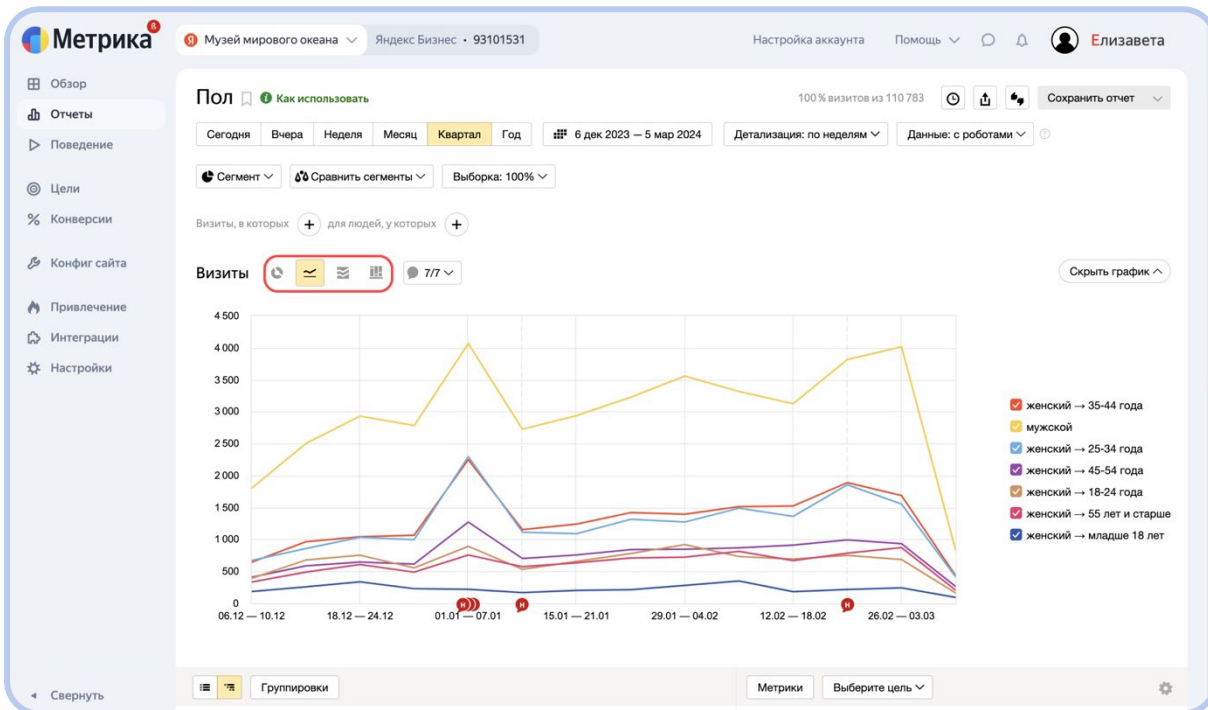 Метрика ß
Музей мирового океана
Яндекс Бизнес • 93101531
Настройка аккаунта
Помощь
Елизавета
Обзор
Отчеты
Поведение
Цели
Конверсии
Конфиг сайта
Привлечение
Интеграции
Настройки
Свернуть
Пол
Как использовать
100 % визитов из 110 783
Сохранить отчет
Сегодня Вчера Неделя Месяц Квартал Год
6 дек 2023 — 5 мар 2024
Детализация: по неделям
Данные: с роботами
Сегмент
Сравнить сегменты
Выборка: 100%
Визиты, в которых + для людей, у которых +
Визиты
7/7
Скрыть график
4 500
4 000
3 500
3 000
2 500
2 000
1 500
1 000
500
0
06.12 — 10.12 18.12 — 24.12 01.01 — 07.01 15.01 — 21.01 29.01 — 04.02 12.02 — 18.02 26.02 — 03.03
Н Н Н
женский → 35-44 года
мужской
женский → 25-34 года
женский → 45-54 года
женский → 18-24 года
женский → 55 лет и старше
женский → младше 18 лет
Группировки
Метрики
Выберите цель